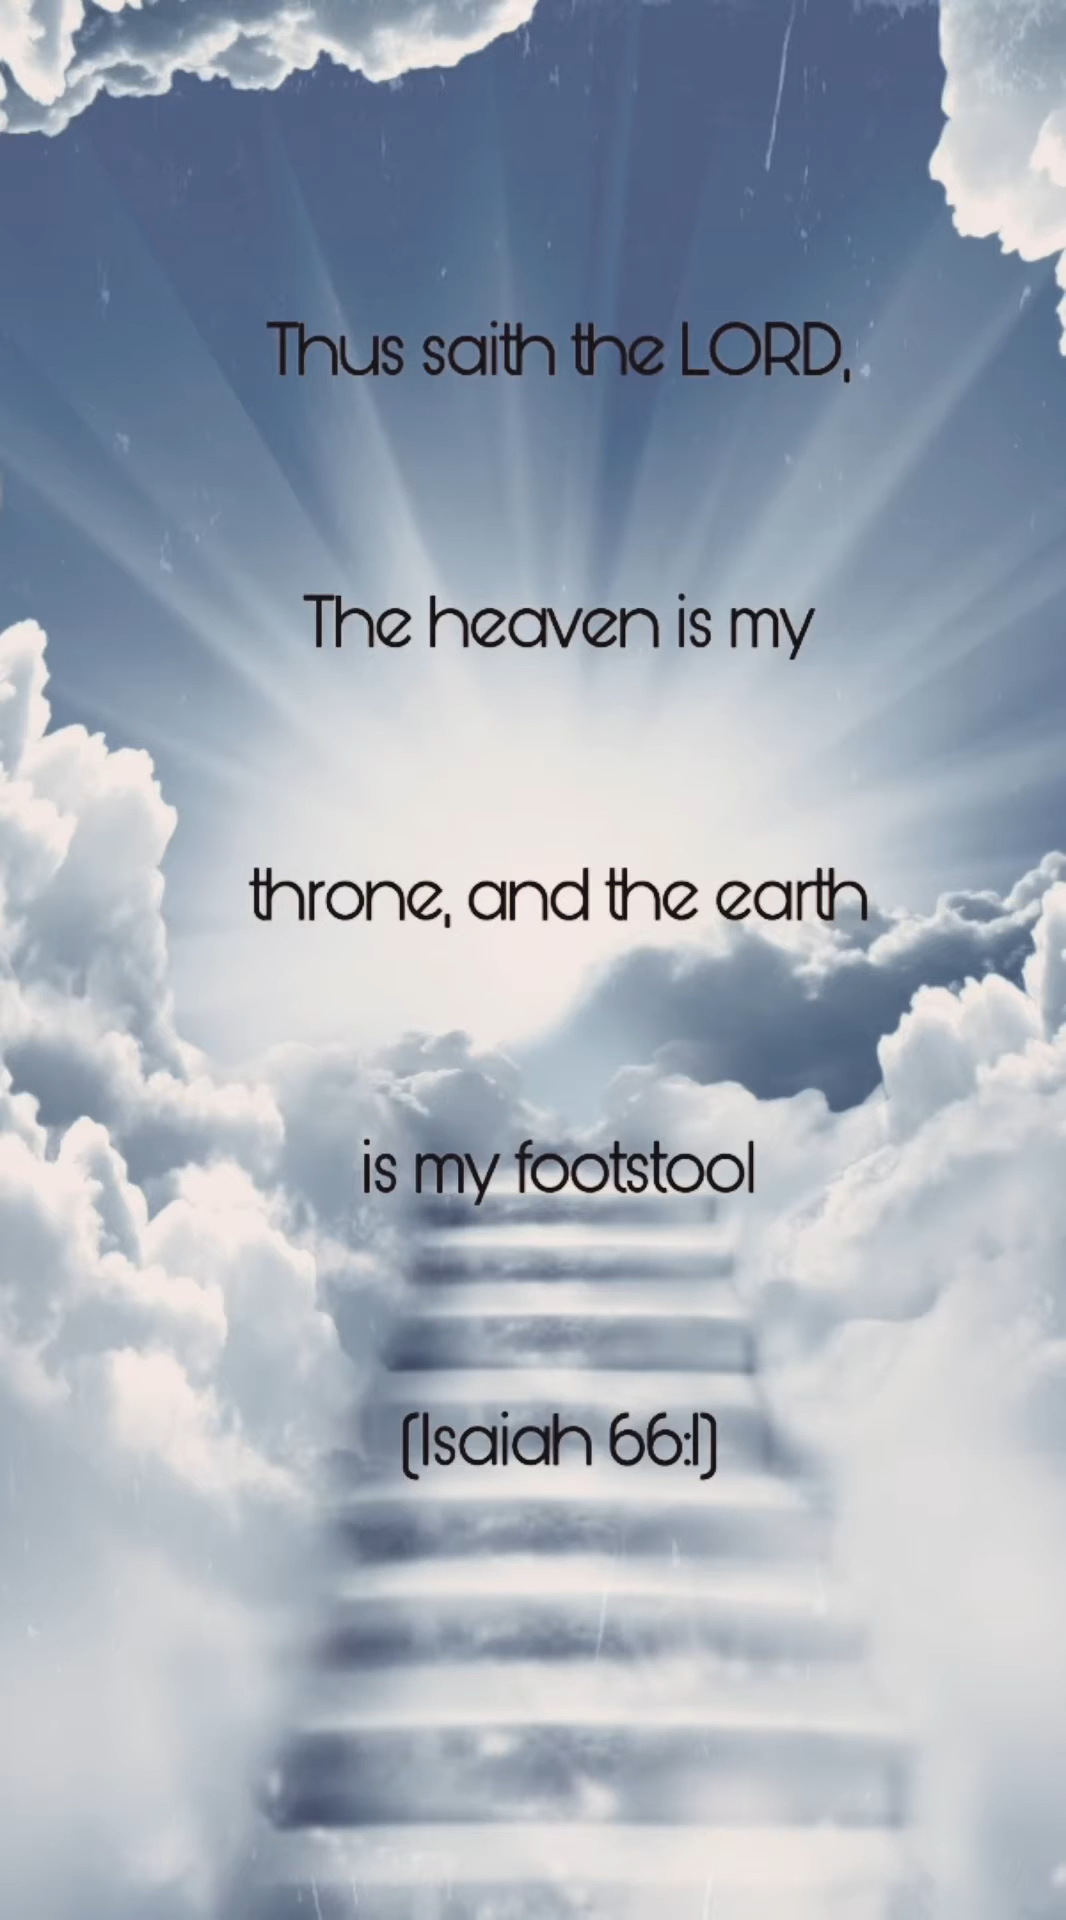 Thus saith the LORD,
The heaven is my
throne, and the earth
is my footstool
(Isaiah 66:1)